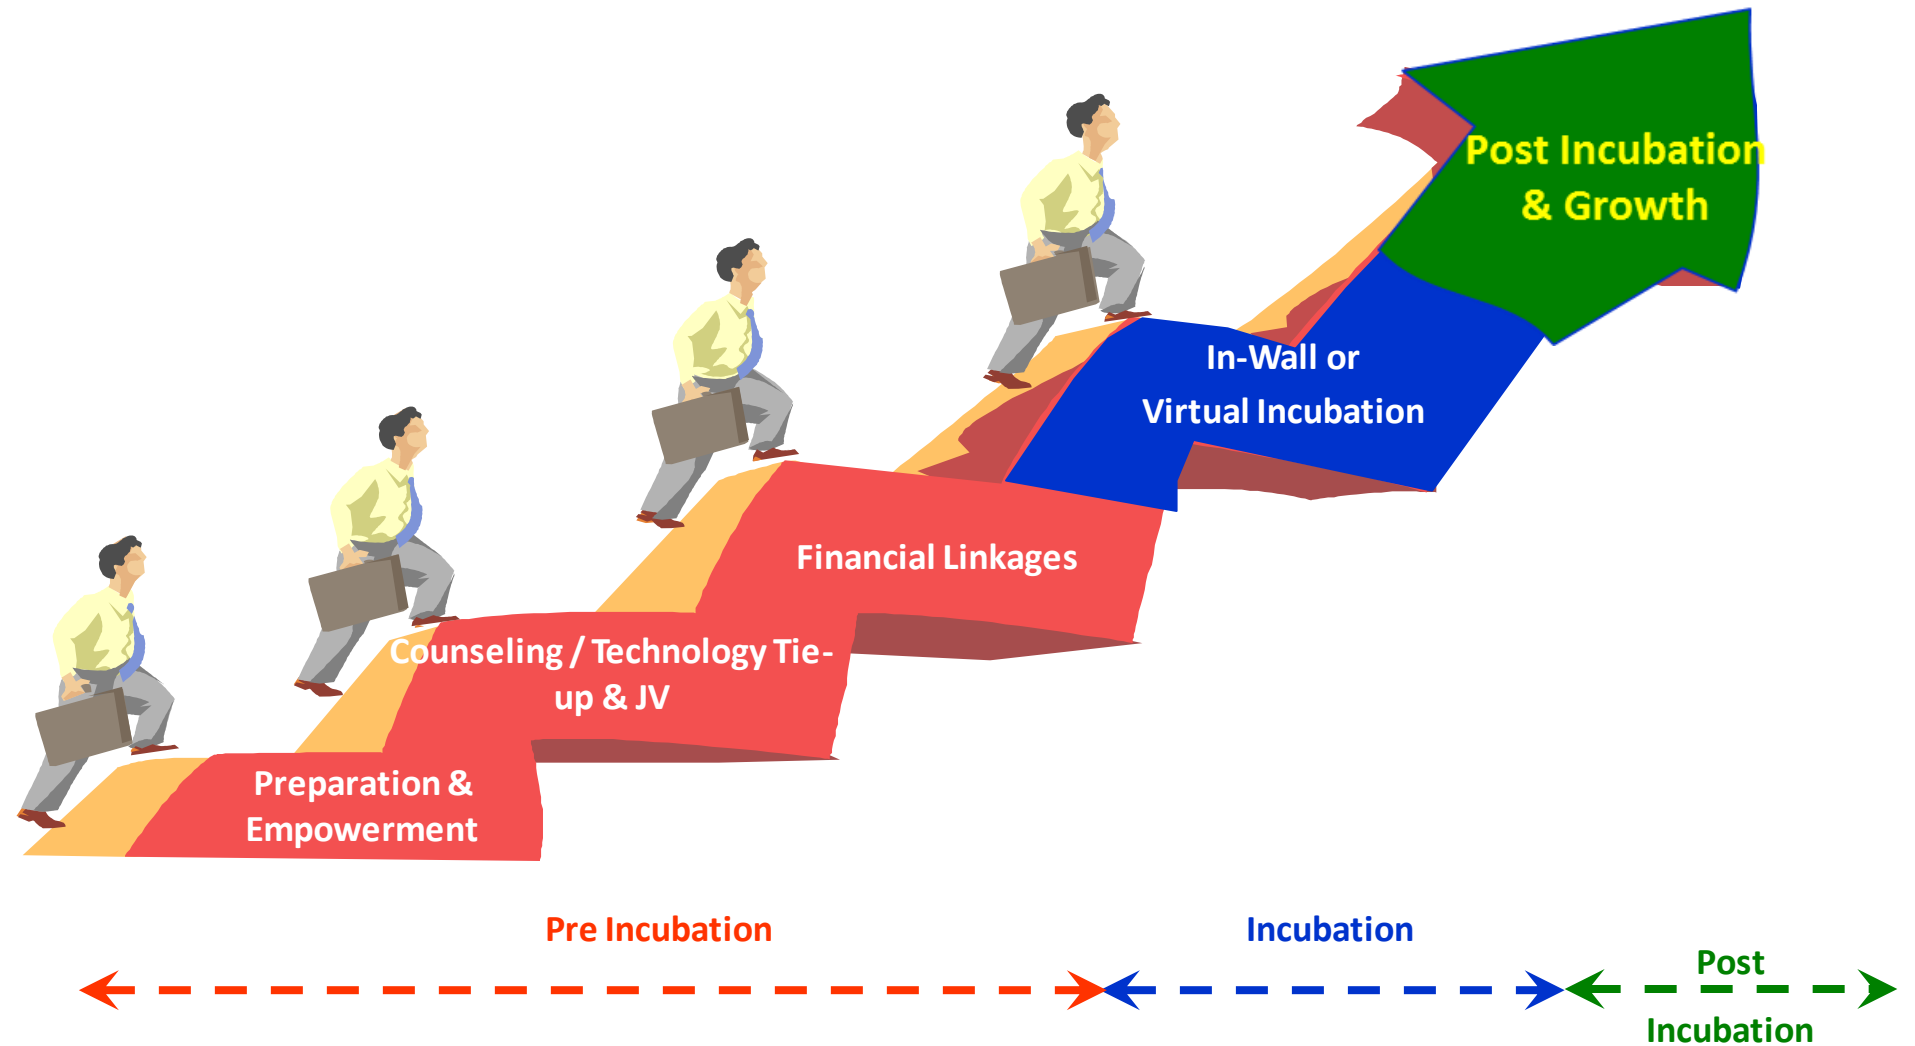 Post Incubation
& Growth
In-Wall or
Virtual Incubation
Financial Linkages
Counseling / Technology Tie-
up & JV
Preparation &
Empowerment
Pre Incubation
Incubation
Post
Incubation